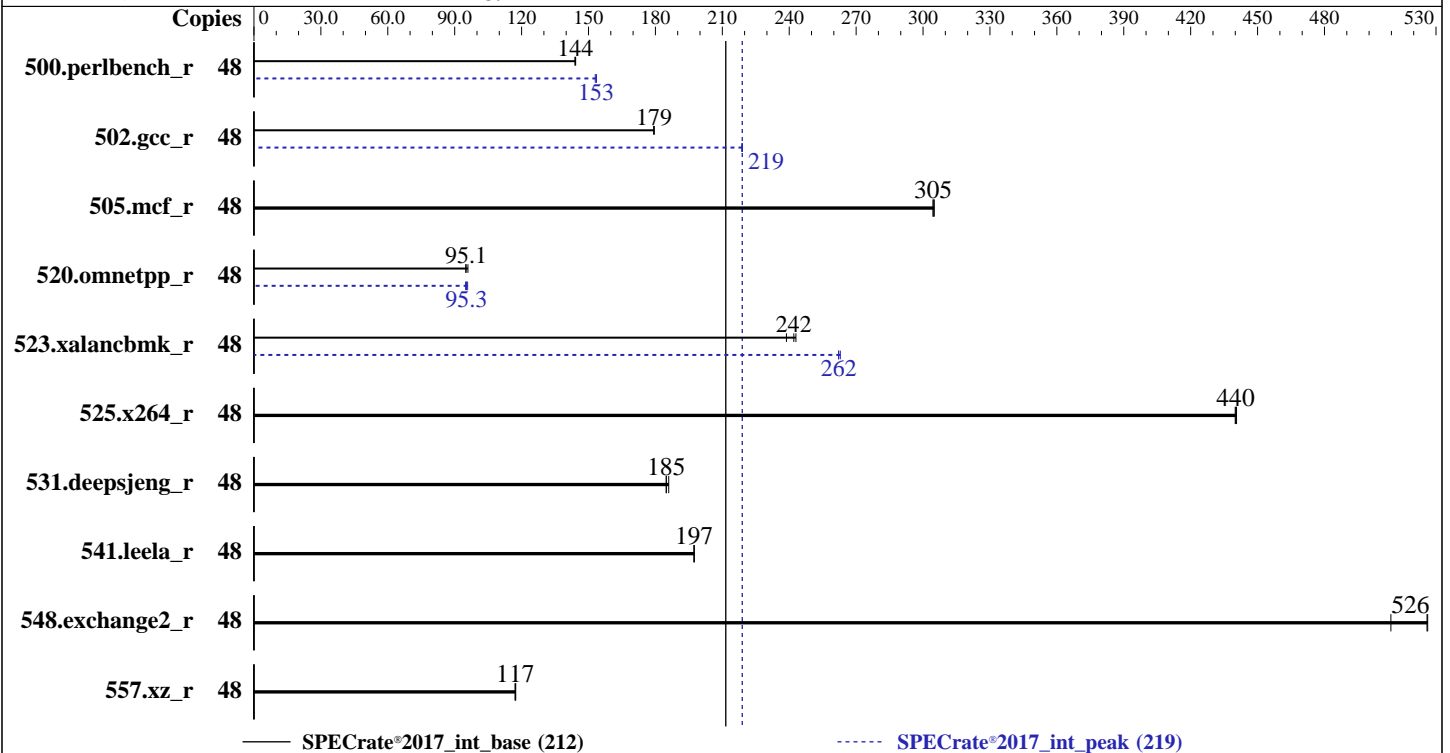 Copies 0 30.0 60.0 90.0 120 150 180 210 240 270 300 330 360 390 420 450 480 530
500.perlbench_r 48 144
153
502.gcc_r 48 179
219
505.mcf_r 48 305
520.omnetpp_r 48 95.1
95.3
523.xalancbmk_r 48 242
262
525.x264_r 48 440
531.deepsjeng_r 48 185
541.leela_r 48 197
548.exchange2_r 48 526
557.xz_r 48 117
SPECrate®2017_int_base (212) SPECrate®2017_int_peak (219)